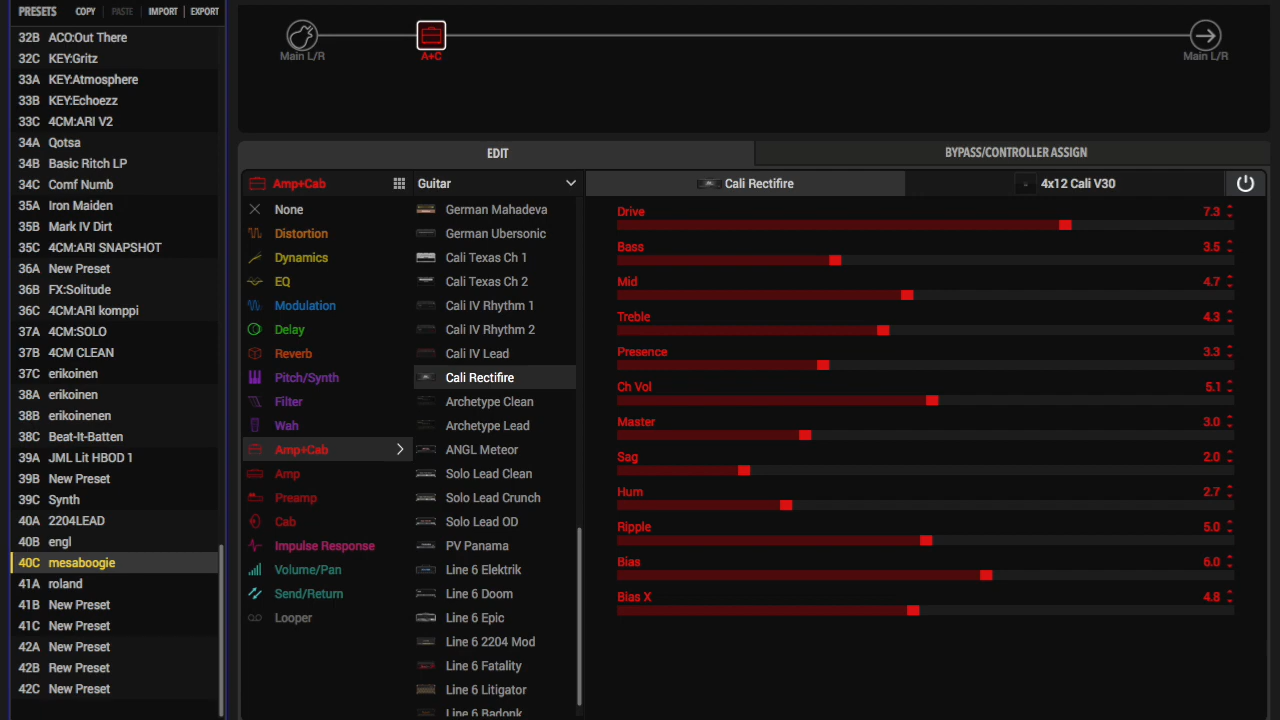 PRESETS COPY PASTE IMPORT EXPORT
32B ACO:Out There
32C KEY:Gritz
33A KEY:Atmosphere
33B KEY:Echoezz
33C 4CM:ARI V2
34A Qotsa
34B Basic Ritch LP
34C Comf Numb
35A Iron Maiden
35B Mark IV Dirt
35C 4CM:ARI SNAPSHOT
36A New Preset
36B FX:Solitude
36C 4CM:ARI komppi
37A 4CM:SOLO
37B 4CM CLEAN
37C erikoinen
38A erikoinen
38B erikoinenen
38C Beat-It-Batten
39A JML Lit HBOD 1
39B New Preset
39C Synth
40A 2204LEAD
40B engl
40C mesaboogie
41A roland
41B New Preset
41C New Preset
42A New Preset
42B Rew Preset
42C New Preset
Main L/R
A+C
Main L/R
EDIT
BYPASS/CONTROLLER ASSIGN
Amp+Cab
None
Distortion
Dynamics
EQ
Modulation
Delay
Reverb
Pitch/Synth
Filter
Wah
Amp+Cab
Amp
Preamp
Cab
Impulse Response
Volume/Pan
Send/Return
Looper
Guitar
German Mahadeva
German Ubersonic
Cali Texas Ch 1
Cali Texas Ch 2
Cali IV Rhythm 1
Cali IV Rhythm 2
Cali IV Lead
Cali Rectifire
Archetype Clean
Archetype Lead
ANGL Meteor
Solo Lead Clean
Solo Lead Crunch
Solo Lead OD
PV Panama
Line 6 Elektrik
Line 6 Doom
Line 6 Epic
Line 6 2204 Mod
Line 6 Fatality
Line 6 Litigator
Line 6 Badonk
Cali Rectifire
4x12 Cali V30
Drive 7.3
Bass 3.5
Mid 4.7
Treble 4.3
Presence 3.3
Ch Vol 5.1
Master 3.0
Sag 2.0
Hum 2.7
Ripple 5.0
Bias 6.0
Bias X 4.8